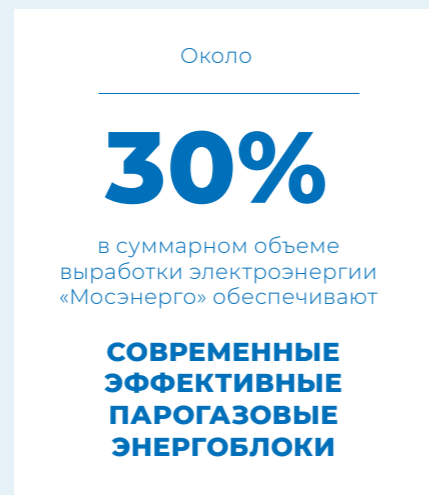 Около
30%
в суммарном объеме
выработки электроэнергии
«Мосэнерго» обеспечивают
СОВРЕМЕННЫЕ
ЭФФЕКТИВНЫЕ
ПАРОГАЗОВЫЕ
ЭНЕРГОБЛОКИ